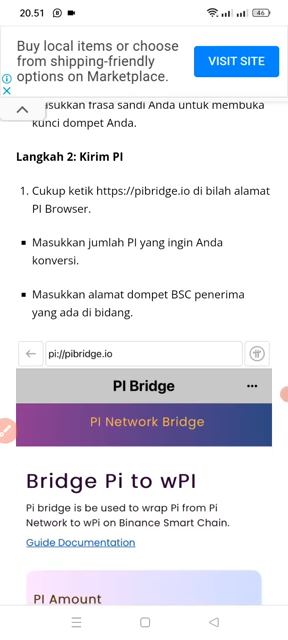 20.51
46
Buy local items or choose
from shipping-friendly
options on Marketplace.
VISIT SITE
asukkan frasa sandi Anda untuk membuka
kunci dompet Anda.
Langkah 2: Kirim PI
1. Cukup ketik https://pibridge.io di bilah alamat
PI Browser.
▪ Masukkan jumlah PI yang ingin Anda
konversi.
▪ Masukkan alamat dompet BSC penerima
yang ada di bidang.
pi://pibridge.io
PI Bridge
PI Network Bridge
Bridge Pi to wPI
Pi bridge is be used to wrap Pi from Pi
Network to wPi on Binance Smart Chain.
Guide Documentation
PI Amount